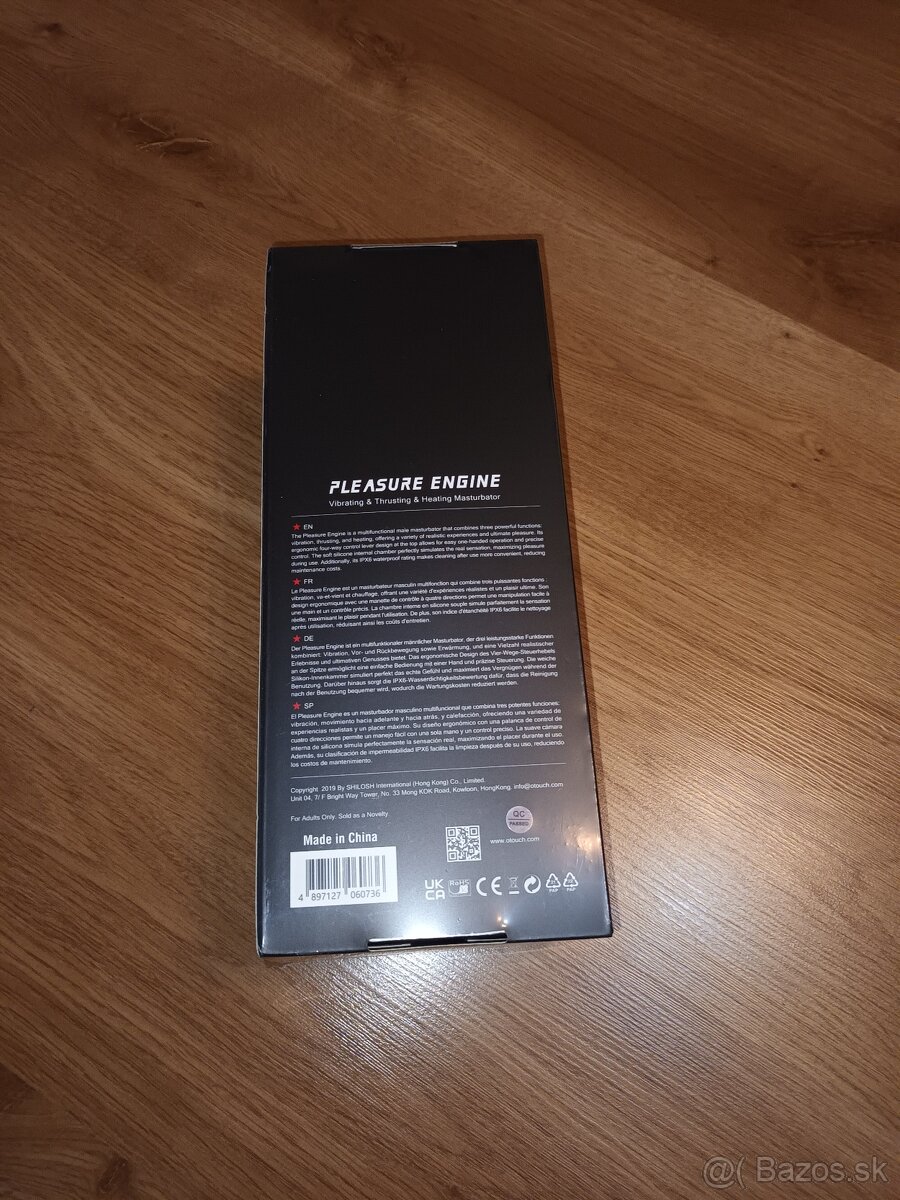 PLEASURE ENGINE
Vibrating & Thrusting & Heating Masturbator
EN
The Pleasure Engine is a multifunctional male masturbator that combines three powerful functions:
vibration, thrusting, and heating, offering a variety of realistic experiences and ultimate pleasure. Its
ergonomic four-way control lever design at the top allows for easy one-handed operation and precise
control. The soft silicone internal chamber perfectly simulates the real sensation, maximizing pleasure
during use. Additionally, its IPX6 waterproof rating makes cleaning after use more convenient, reducing
maintenance costs.
FR
Le Pleasure Engine est un masturbateur masculin multifonction qui combine trois puissantes fonctions :
vibration, va-et-vient et chauffage, offrant une variété d'expériences réalistes et un plaisir ultime. Son
design ergonomique avec une manette de contrôle à quatre directions permet une manipulation facile à
une main et un contrôle précis. La chambre interne en silicone souple simule parfaitement la sensation
réelle, maximisant le plaisir pendant l'utilisation. De plus, son indice d'étanchéité IPX6 facilite le nettoyage
après utilisation, réduisant ainsi les coûts d'entretien.
DE
Der Pleasure Engine ist ein multifunktionaler männlicher Masturbator, der drei leistungsstarke Funktionen
kombiniert: Vibration, Vor- und Rückbewegung sowie Erwärmung, und eine Vielzahl realistischer
Erlebnisse und ultimativen Genusses bietet. Das ergonomische Design des Vier-Wege-Steuerhebels
an der Spitze ermöglicht eine einfache Bedienung mit einer Hand und präzise Steuerung. Die weiche
Silikon-Innenkammer simuliert perfekt das echte Gefühl und maximiert das Vergnügen während der
Benutzung. Darüber hinaus sorgt die IPX6-Wasserdichtigkeitsbewertung dafür, dass die Reinigung
nach der Benutzung bequemer wird, wodurch die Wartungskosten reduziert werden.
SP
El Pleasure Engine es un masturbador masculino multifuncional que combina tres potentes funciones:
vibración, movimiento hacia adelante y hacia atrás, y calefacción, ofreciendo una variedad de
experiencias realistas y un placer máximo. Su diseño ergonómico con una palanca de control de
cuatro direcciones permite un manejo fácil con una sola mano y un control preciso. La suave cámara
interna de silicona simula perfectamente la sensación real, maximizando el placer durante el uso.
Además, su clasificación de impermeabilidad IPX6 facilita la limpieza después de su uso, reduciendo
los costos de mantenimiento.
Copyright 2019 By SHILOSH International (Hong Kong) Co., Limited.
Unit 04, 7/ F Bright Way Tower, No. 33 Mong KOK Road, Kowloon, HongKong. info@otouch.com
For Adults Only. Sold as a Novelty.
QC
PASSED
Made in China
www.otouch.com
4 897127 060736
UK
CA
RoHS
CE
PAP
PAP
@( Bazos.sk